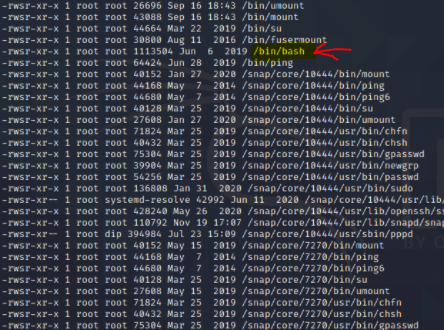 -rwsr-xr-x 1 root root 26696 Sep 16 18:43 /bin/umount
-rwsr-xr-x 1 root root 43088 Sep 16 18:43 /bin/mount
-rwsr-xr-x 1 root root 44664 Mar 22 2019 /bin/su
-rwsr-xr-x 1 root root 30800 Aug 11 2016 /bin/fusermount
-rwsr-xr-x 1 root root 1113504 Jun 6 2019 /bin/bash
-rwsr-xr-x 1 root root 64424 Jun 28 2019 /bin/ping
-rwsr-xr-x 1 root root 40152 Jan 27 2020 /snap/core/10444/bin/mount
-rwsr-xr-x 1 root root 44168 May 7 2014 /snap/core/10444/bin/ping
-rwsr-xr-x 1 root root 44680 May 7 2014 /snap/core/10444/bin/ping6
-rwsr-xr-x 1 root root 40128 Mar 25 2019 /snap/core/10444/bin/su
-rwsr-xr-x 1 root root 27608 Jan 27 2020 /snap/core/10444/bin/umount
-rwsr-xr-x 1 root root 71824 Mar 25 2019 /snap/core/10444/usr/bin/chfn
-rwsr-xr-x 1 root root 40432 Mar 25 2019 /snap/core/10444/usr/bin/chsh
-rwsr-xr-x 1 root root 75304 Mar 25 2019 /snap/core/10444/usr/bin/gpasswd
-rwsr-xr-x 1 root root 39904 Mar 25 2019 /snap/core/10444/usr/bin/newgrp
-rwsr-xr-x 1 root root 54256 Mar 25 2019 /snap/core/10444/usr/bin/passwd
-rwsr-xr-x 1 root root 136808 Jan 31 2020 /snap/core/10444/usr/bin/sudo
-rwsr-xr-- 1 root systemd-resolve 42992 Jun 11 2020 /snap/core/10444/usr/lib/
-rwsr-xr-x 1 root root 428240 May 26 2020 /snap/core/10444/usr/lib/openssh/ss
-rwsr-xr-x 1 root root 110792 Nov 19 17:07 /snap/core/10444/usr/lib/snapd/snap
-rwsr-xr-- 1 root dip 394984 Jul 23 15:09 /snap/core/10444/usr/sbin/pppd
-rwsr-xr-x 1 root root 40152 May 15 2019 /snap/core/7270/bin/mount
-rwsr-xr-x 1 root root 44168 May 7 2014 /snap/core/7270/bin/ping
-rwsr-xr-x 1 root root 44680 May 7 2014 /snap/core/7270/bin/ping6
-rwsr-xr-x 1 root root 40128 Mar 25 2019 /snap/core/7270/bin/su
-rwsr-xr-x 1 root root 27608 May 15 2019 /snap/core/7270/bin/umount
-rwsr-xr-x 1 root root 71824 Mar 25 2019 /snap/core/7270/usr/bin/chfn
-rwsr-xr-x 1 root root 40432 Mar 25 2019 /snap/core/7270/usr/bin/chsh
-rwsr-xr-x 1 root root 75304 Mar 25 2019 /snap/core/7270/usr/bin/gpasswd